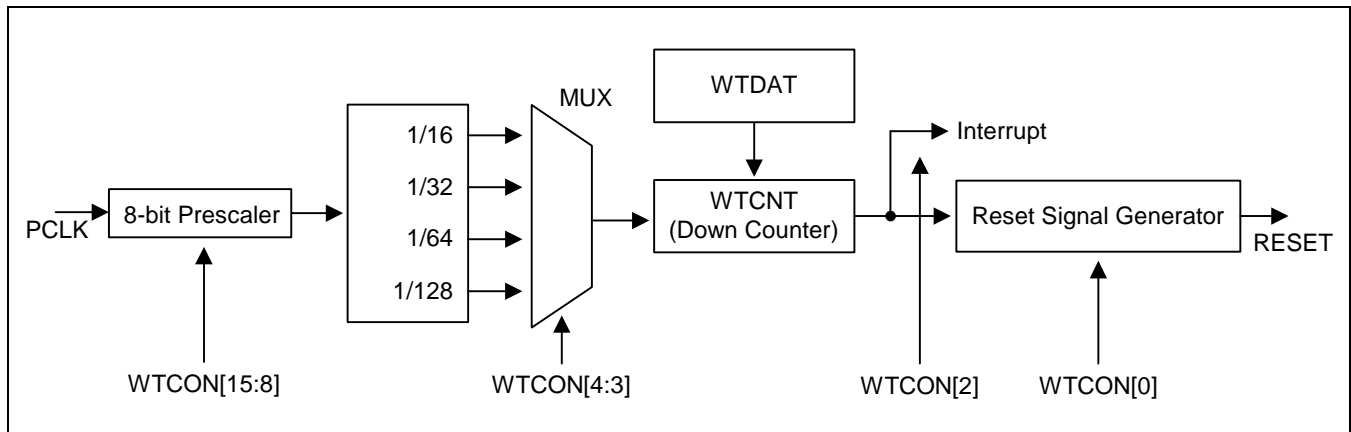 WTDAT
MUX
Interrupt
1/16
1/32
1/64
1/128
PCLK
8-bit Prescaler
WTCNT
(Down Counter)
Reset Signal Generator
RESET
WTCON[15:8]
WTCON[4:3]
WTCON[2]
WTCON[0]